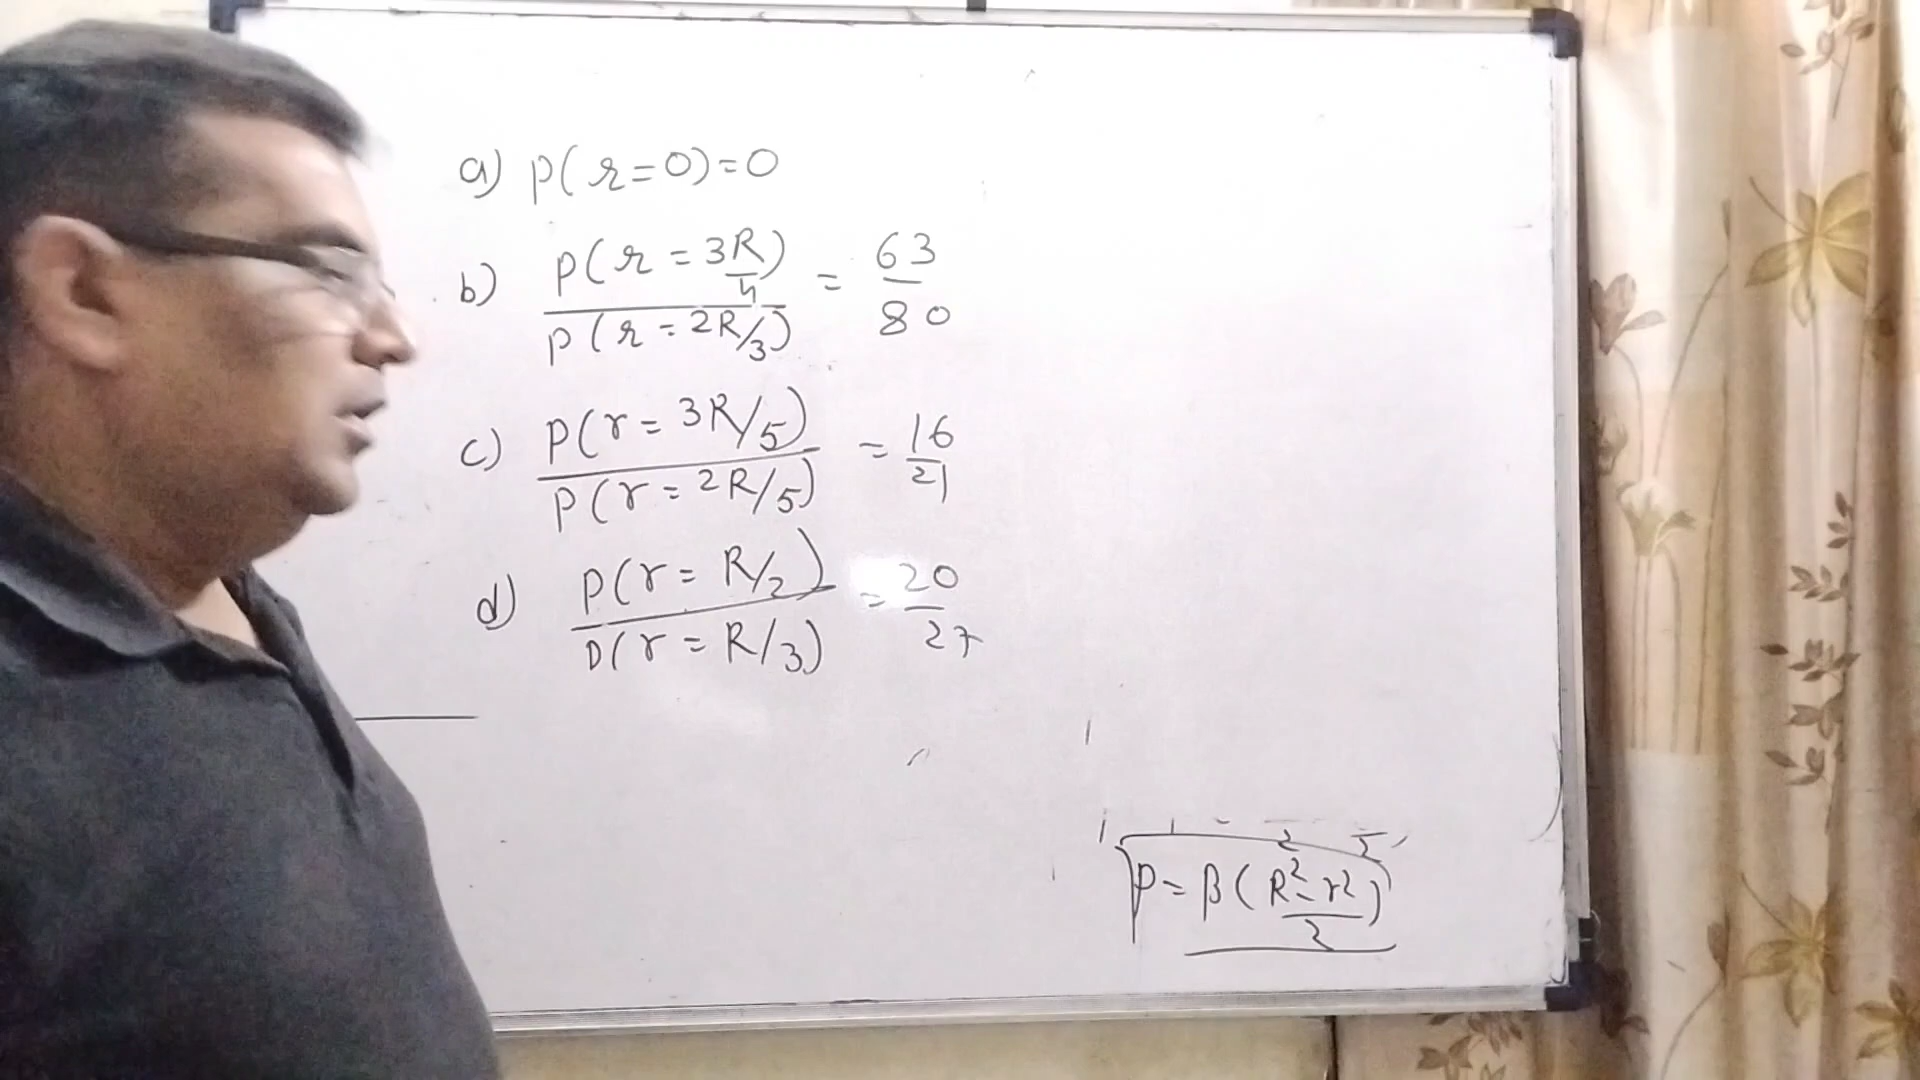 a) P(r=0)=0
b) P(r = 3R/4) / P(r = 2R/3) = 63/80
c) P(r = 3R/5) / P(r = 2R/5) = 16/21
d) P(r = R/2) / P(r = R/3) = 20/27
P = β(R²-r²)/2